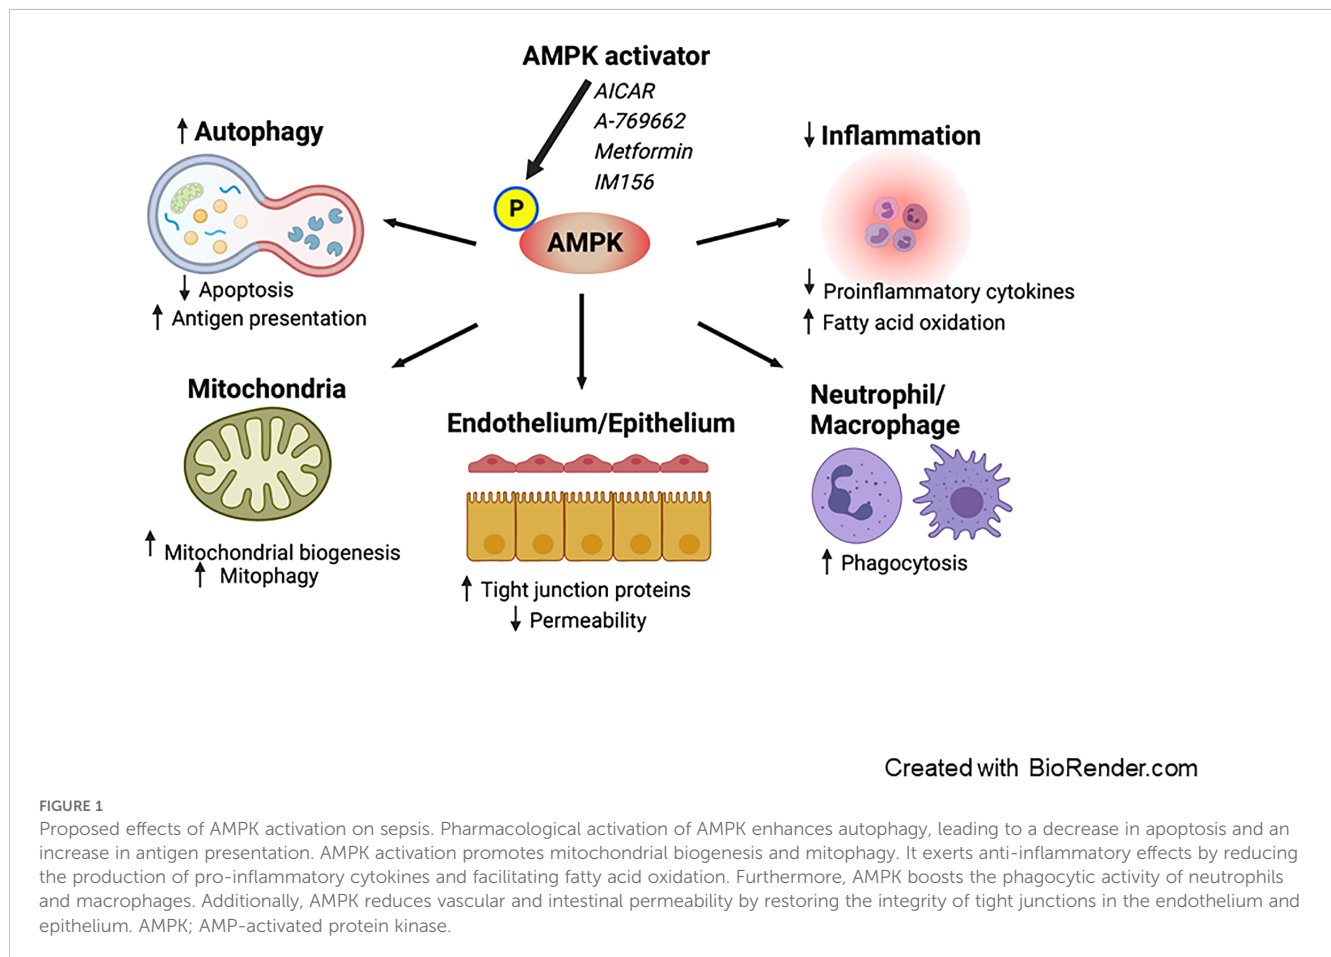 AMPK activator
AICAR
A-769662
Metformin
IM156
P
AMPK
↑ Autophagy
↓ Apoptosis
↑ Antigen presentation
↓ Inflammation
↓ Proinflammatory cytokines
↑ Fatty acid oxidation
Mitochondria
↑ Mitochondrial biogenesis
↑ Mitophagy
Endothelium/Epithelium
↑ Tight junction proteins
↓ Permeability
Neutrophil/
Macrophage
↑ Phagocytosis
Created with BioRender.com
FIGURE 1
Proposed effects of AMPK activation on sepsis. Pharmacological activation of AMPK enhances autophagy, leading to a decrease in apoptosis and an
increase in antigen presentation. AMPK activation promotes mitochondrial biogenesis and mitophagy. It exerts anti-inflammatory effects by reducing
the production of pro-inflammatory cytokines and facilitating fatty acid oxidation. Furthermore, AMPK boosts the phagocytic activity of neutrophils
and macrophages. Additionally, AMPK reduces vascular and intestinal permeability by restoring the integrity of tight junctions in the endothelium and
epithelium. AMPK; AMP-activated protein kinase.